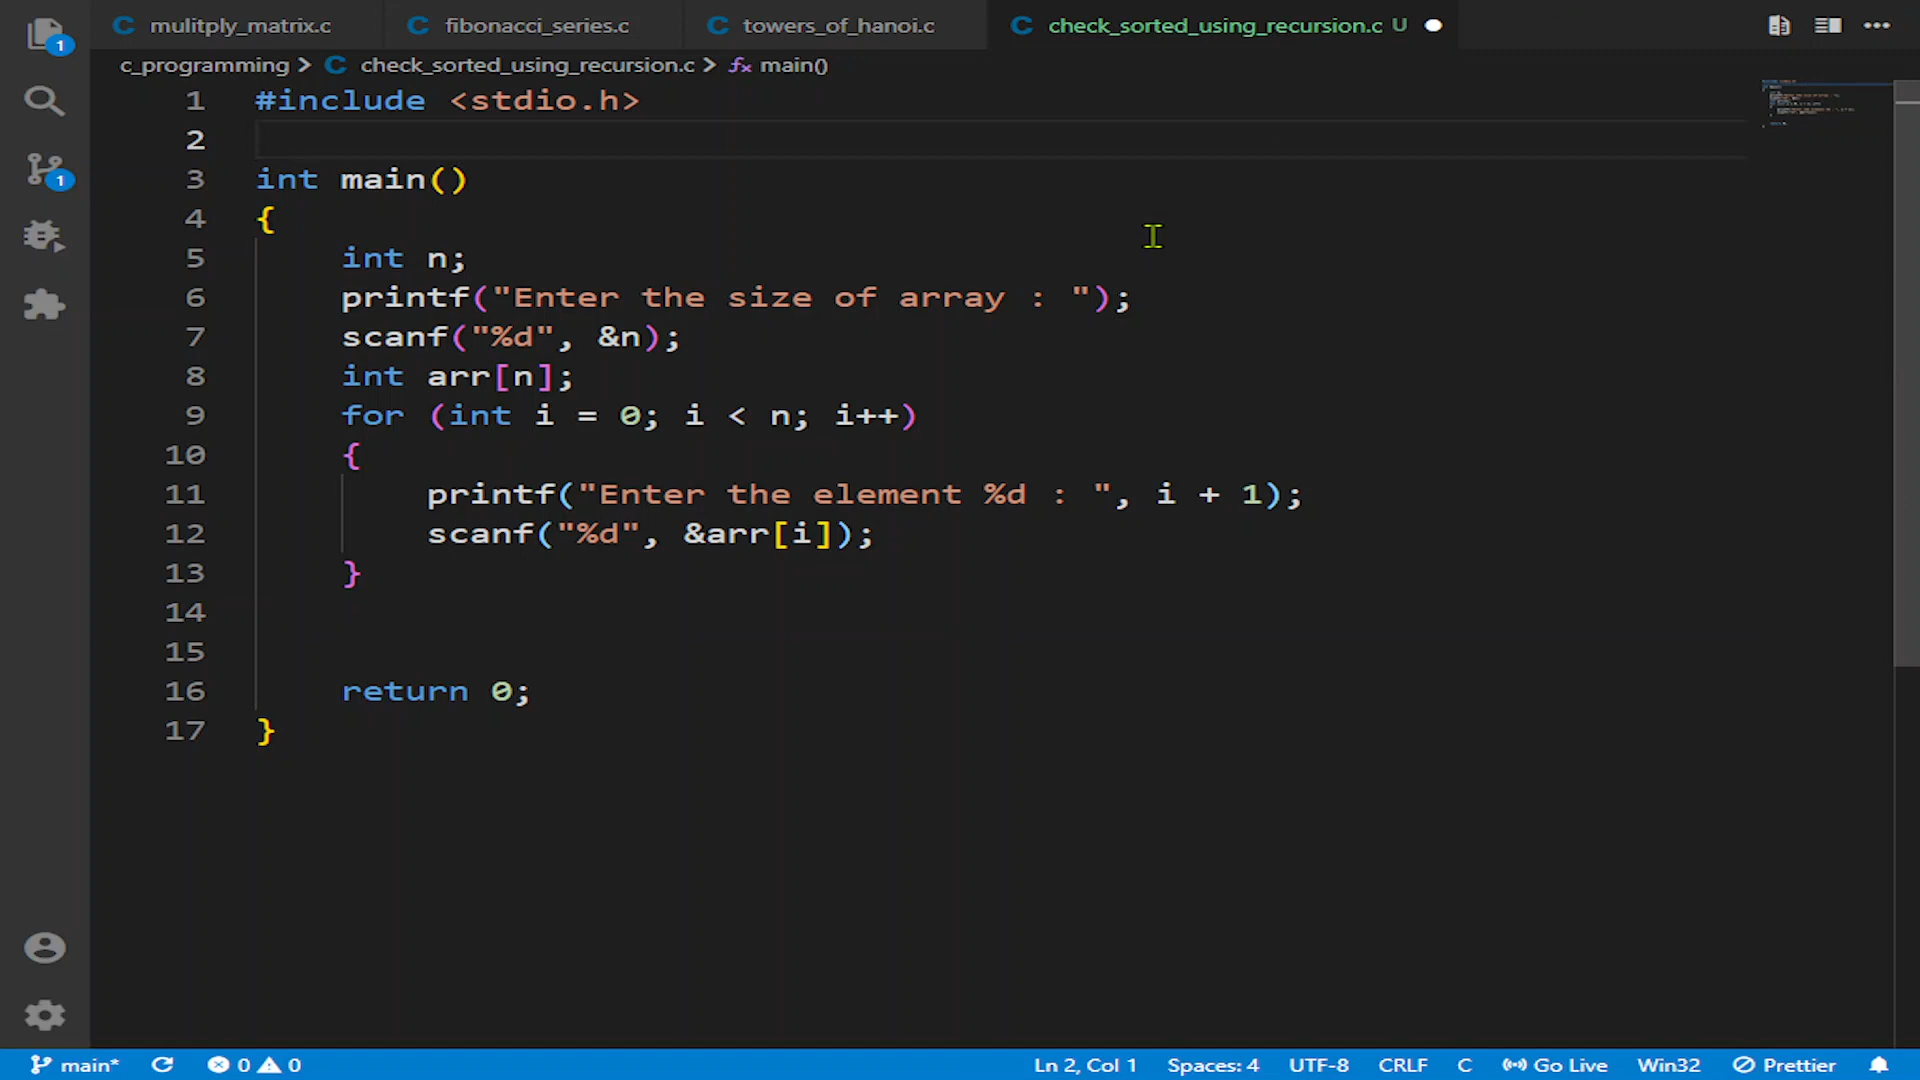 mulitply_matrix.c fibonacci_series.c towers_of_hanoi.c check_sorted_using_recursion.c U
c_programming > C check_sorted_using_recursion.c > main()
1 #include <stdio.h>
2
3 int main()
4 {
5 int n;
6 printf("Enter the size of array : ");
7 scanf("%d", &n);
8 int arr[n];
9 for (int i = 0; i < n; i++)
10 {
11 printf("Enter the element %d : ", i + 1);
12 scanf("%d", &arr[i]);
13 }
14
15
16 return 0;
17 }
1
1
main* 0 0 Ln 2, Col 1 Spaces: 4 UTF-8 CRLF C Go Live Win32 Prettier